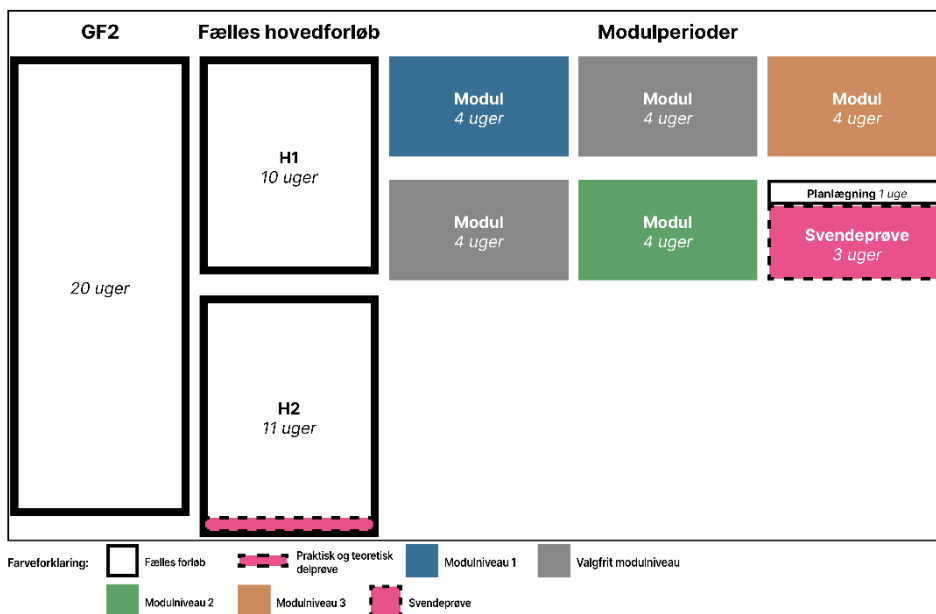 GF2
Fælles hovedforløb
Modulperioder
20 uger
H1
10 uger
H2
11 uger
Modul
4 uger
Modul
4 uger
Modul
4 uger
Modul
4 uger
Modul
4 uger
Planlægning 1 uge
Svendeprøve
3 uger
Farveforklaring:
Fælles forløb
Praktisk og teoretisk
delprøve
Modulniveau 1
Valgfrit modulniveau
Modulniveau 2
Modulniveau 3
Svendeprøve